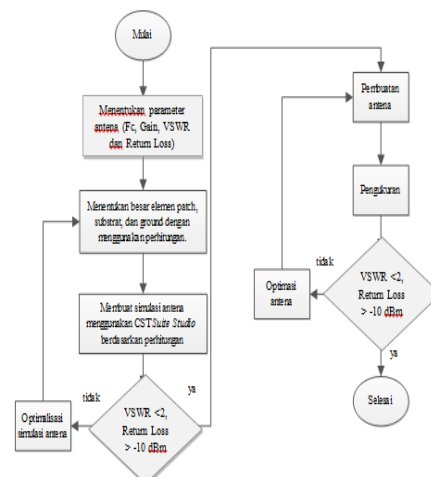 Mulai
Menentukan parameter
antena (Fc, Gain, VSWR
dan Return Loss)
Menentukan besar elemen patch,
substrat, dan ground dengan
menggunakan perhitungan.
Membuat simulasi antena
menggunakan CST Suite Studio
berdasarkan perhitungan
tidak
ya
Optimalisasi
simulasi antena
VSWR <2,
Return Loss
> -10 dBm
Pembuatan
antena
Pengukuran
tidak
Optimasi
antena
VSWR <2,
Return Loss
> -10 dBm
ya
Selesai